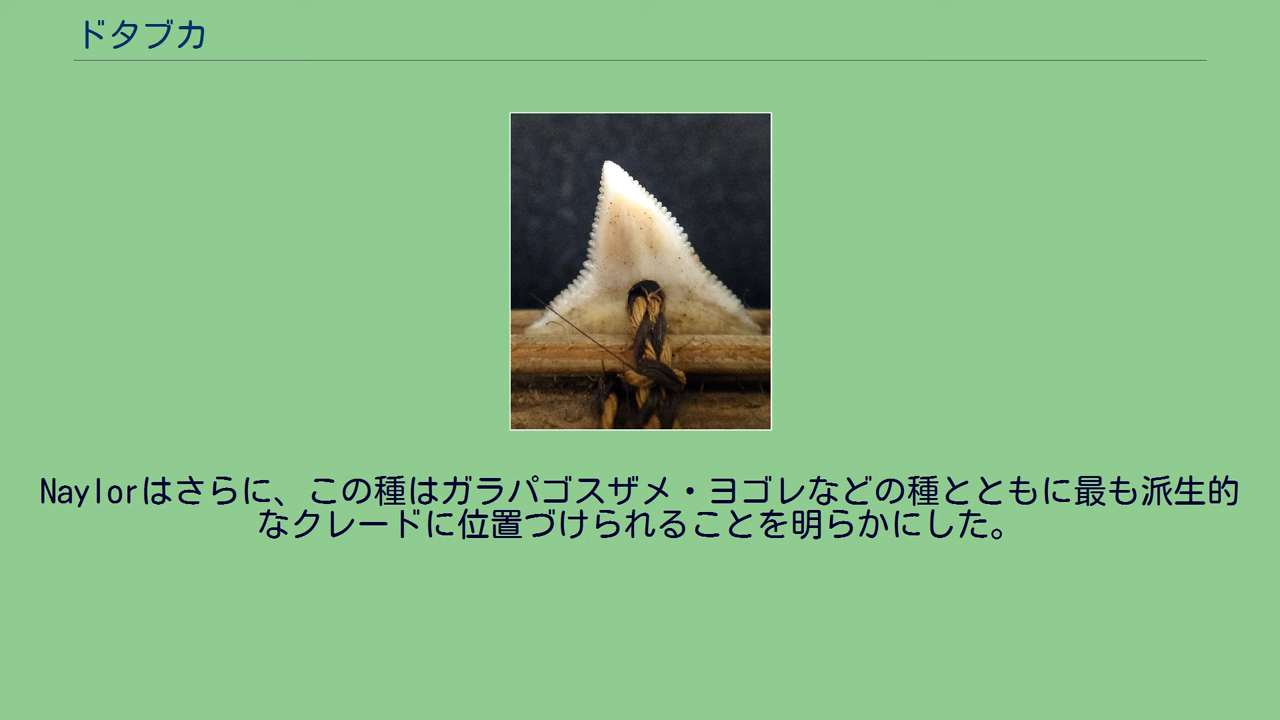 ドタブカ
Naylorはさらに、この種はガラパゴスザメ・ヨゴレなどの種とともに最も派生的
なクレードに位置づけられることを明らかにした。